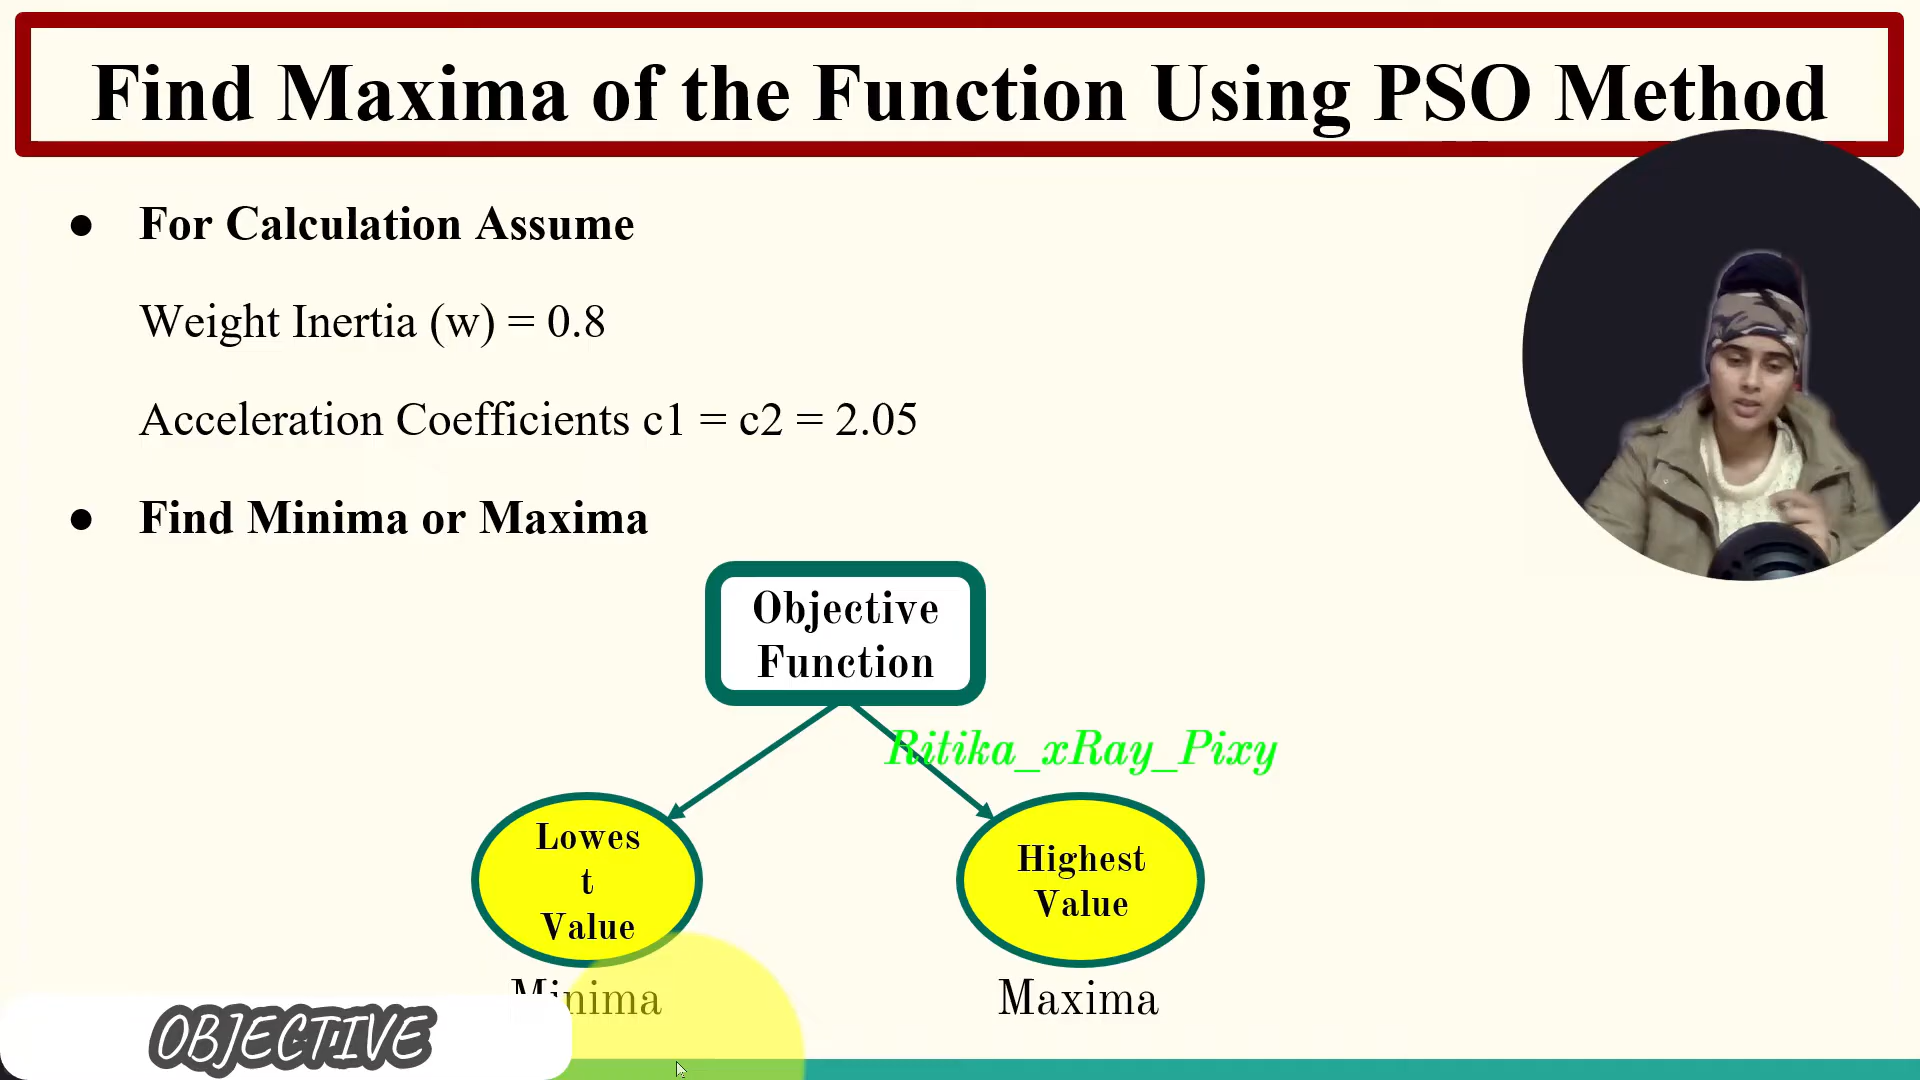 Find Maxima of the Function Using PSO Method
● For Calculation Assume
Weight Inertia (w) = 0.8
Acceleration Coefficients c1 = c2 = 2.05
● Find Minima or Maxima
Objective
Function
Ritika_xRay_Pixy
Lowes
t
Value
Highest
Value
Minima
Maxima
OBJECTIVE